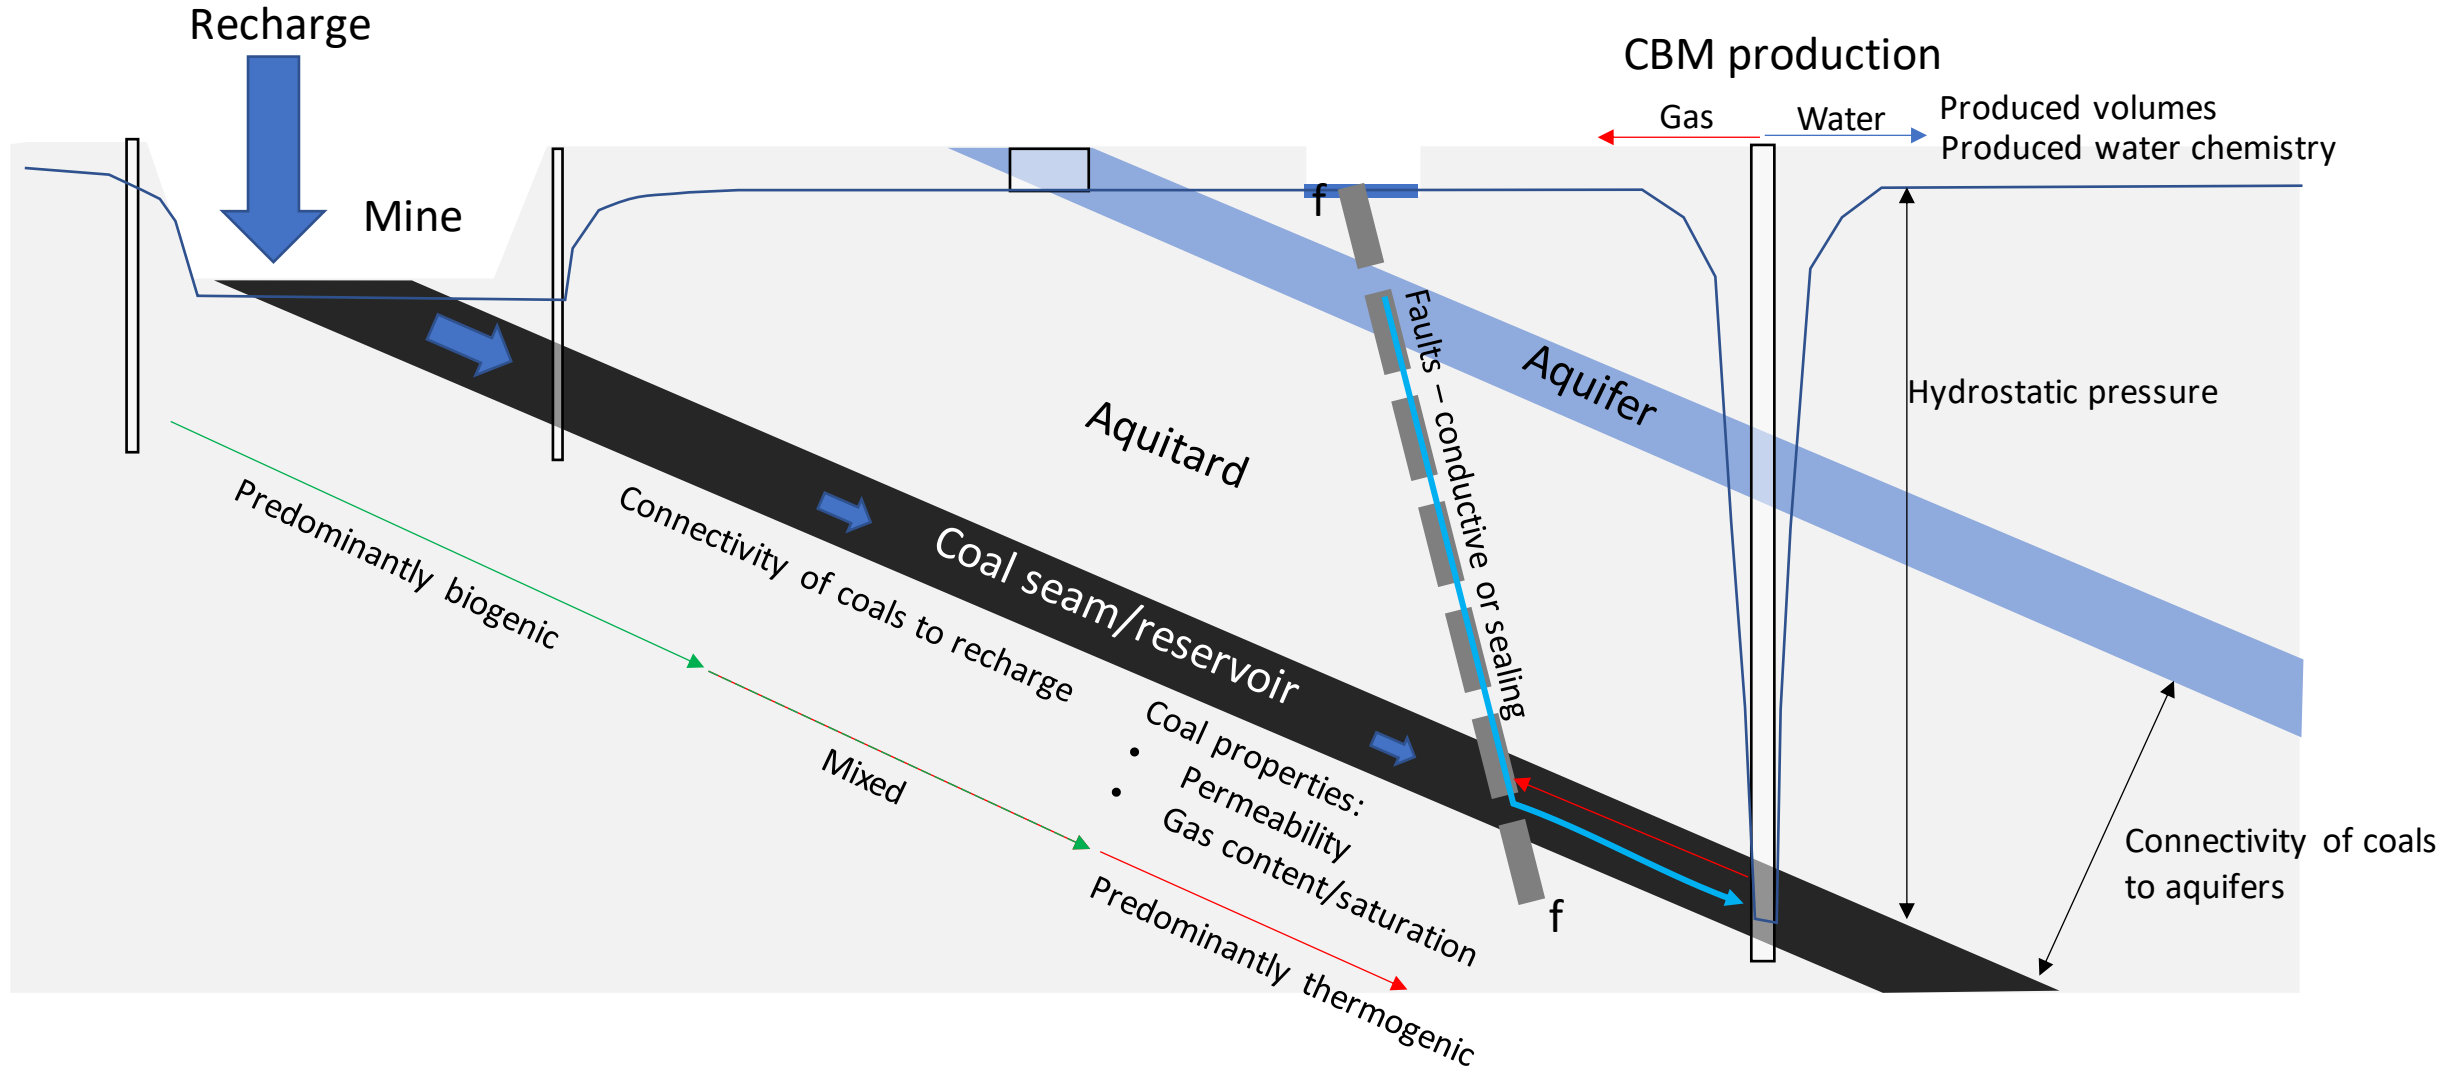 Recharge
CBM production
Gas
Water
Produced volumes
Produced water chemistry
Mine
f
Faults – conductive or sealing
Aquifer
Hydrostatic pressure
Aquitard
Predominantly biogenic
Connectivity of coals to recharge
Coal seam/reservoir
Mixed
Coal properties:
• Permeability
• Gas content/saturation
Connectivity of coals
to aquifers
f
Predominantly thermogenic